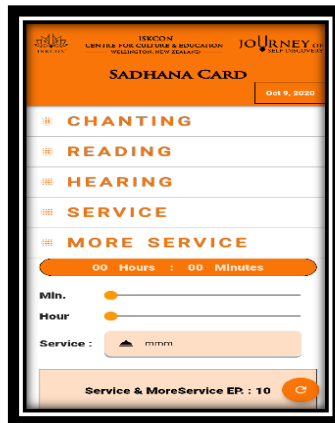 ISKCON
ISKCON
CENTRE FOR CULTURE & EDUCATION
WELLINGTON, NEW ZEALAND
JOURNEY OF
SELF DISCOVERY
SADHANA CARD
Oct 9, 2020
CHANTING
READING
HEARING
SERVICE
MORE SERVICE
00 Hours : 00 Minutes
Min.
Hour
Service :
mmm
Service & MoreService EP. : 10